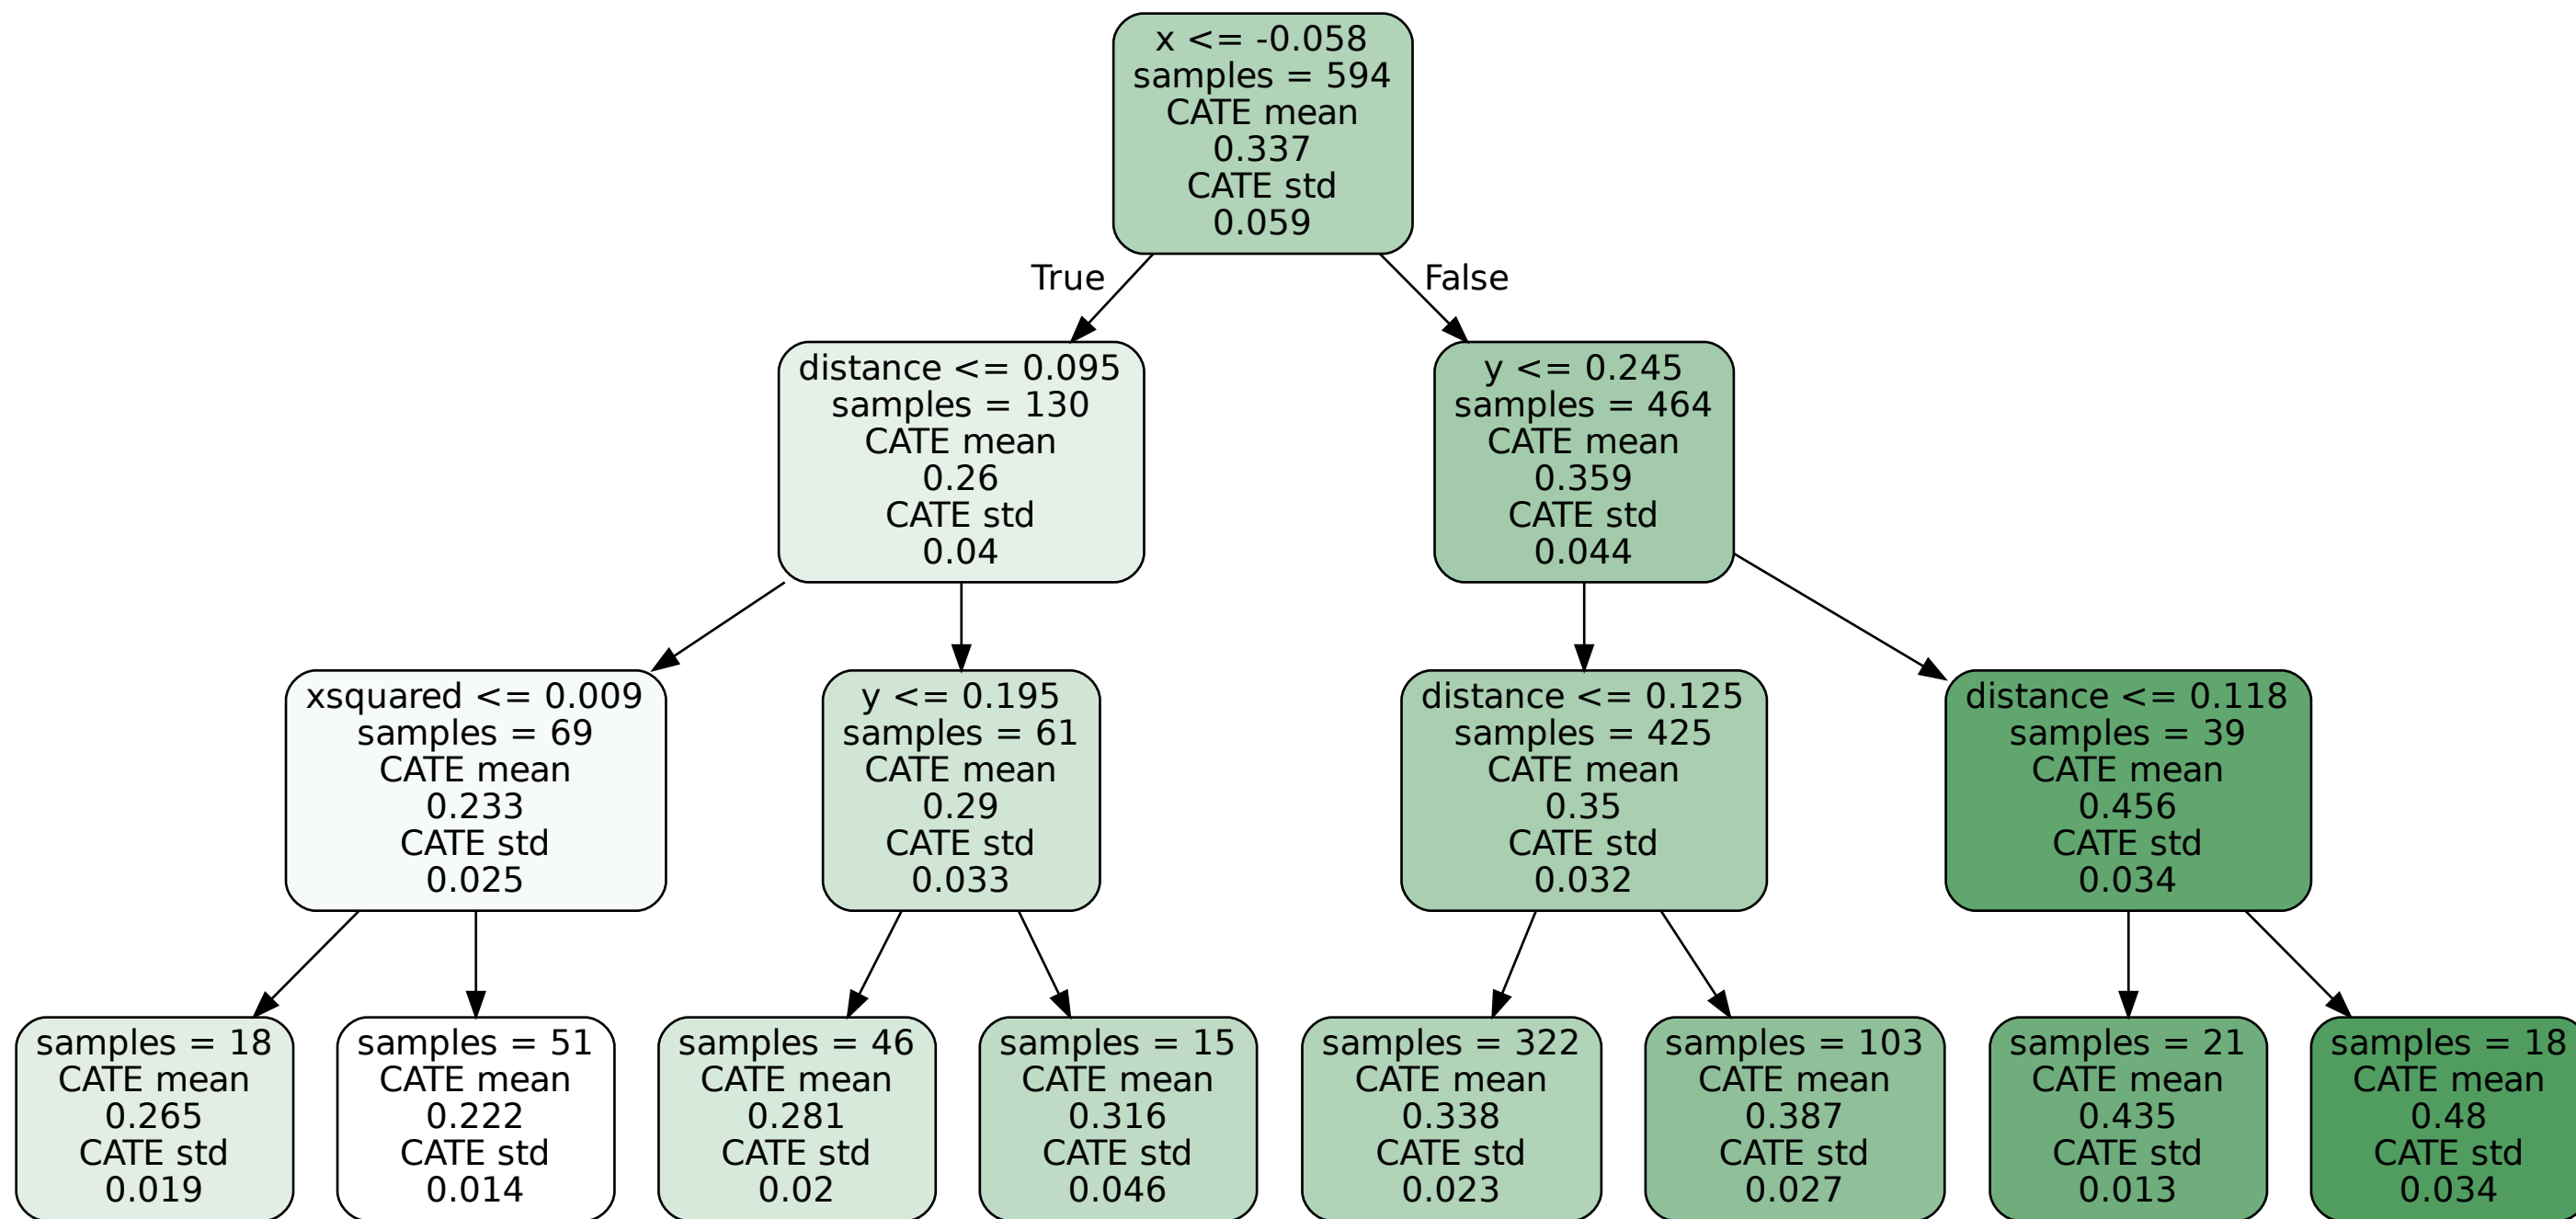 x <= -0.058
samples = 594
CATE mean
0.337
CATE std
0.059
True
False
distance <= 0.095
samples = 130
CATE mean
0.26
CATE std
0.04
y <= 0.245
samples = 464
CATE mean
0.359
CATE std
0.044
xsquared <= 0.009
samples = 69
CATE mean
0.233
CATE std
0.025
y <= 0.195
samples = 61
CATE mean
0.29
CATE std
0.033
distance <= 0.125
samples = 425
CATE mean
0.35
CATE std
0.032
distance <= 0.118
samples = 39
CATE mean
0.456
CATE std
0.034
samples = 18
CATE mean
0.265
CATE std
0.019
samples = 51
CATE mean
0.222
CATE std
0.014
samples = 46
CATE mean
0.281
CATE std
0.02
samples = 15
CATE mean
0.316
CATE std
0.046
samples = 322
CATE mean
0.338
CATE std
0.023
samples = 103
CATE mean
0.387
CATE std
0.027
samples = 21
CATE mean
0.435
CATE std
0.013
samples = 18
CATE mean
0.48
CATE std
0.034